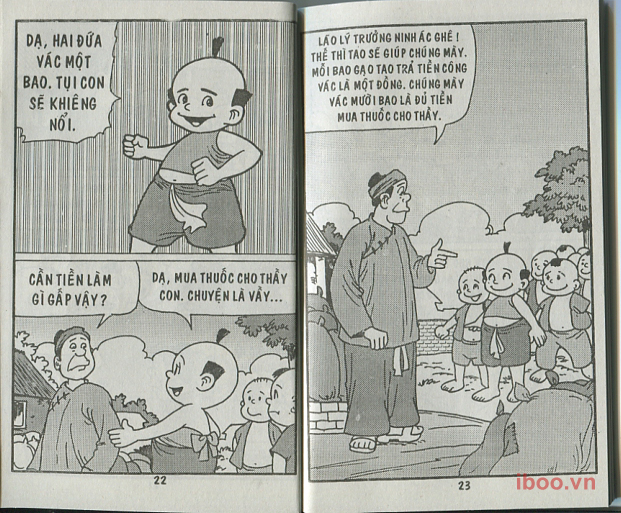 DẠ, HAI ĐỨA
VÁC MỘT
BAO. TỤI CON
SẼ KHIÊNG
NỔI.
CẦN TIỀN LÀM
GÌ GẤP VẬY?
DẠ, MUA THUỐC CHO THẦY
CON. CHUYỆN LÀ VẦY...
22
LÃO LÝ TRƯỞNG NINH ÁC GHÊ!
THẾ THÌ TAO SẼ GIÚP CHÚNG MÀY.
MỖI BAO GẠO TAO TRẢ TIỀN CÔNG
VÁC LÀ MỘT ĐỒNG. CHÚNG MÀY
VÁC MƯỜI BAO LÀ ĐỦ TIỀN
MUA THUỐC CHO THẦY.
23
iboo.vn